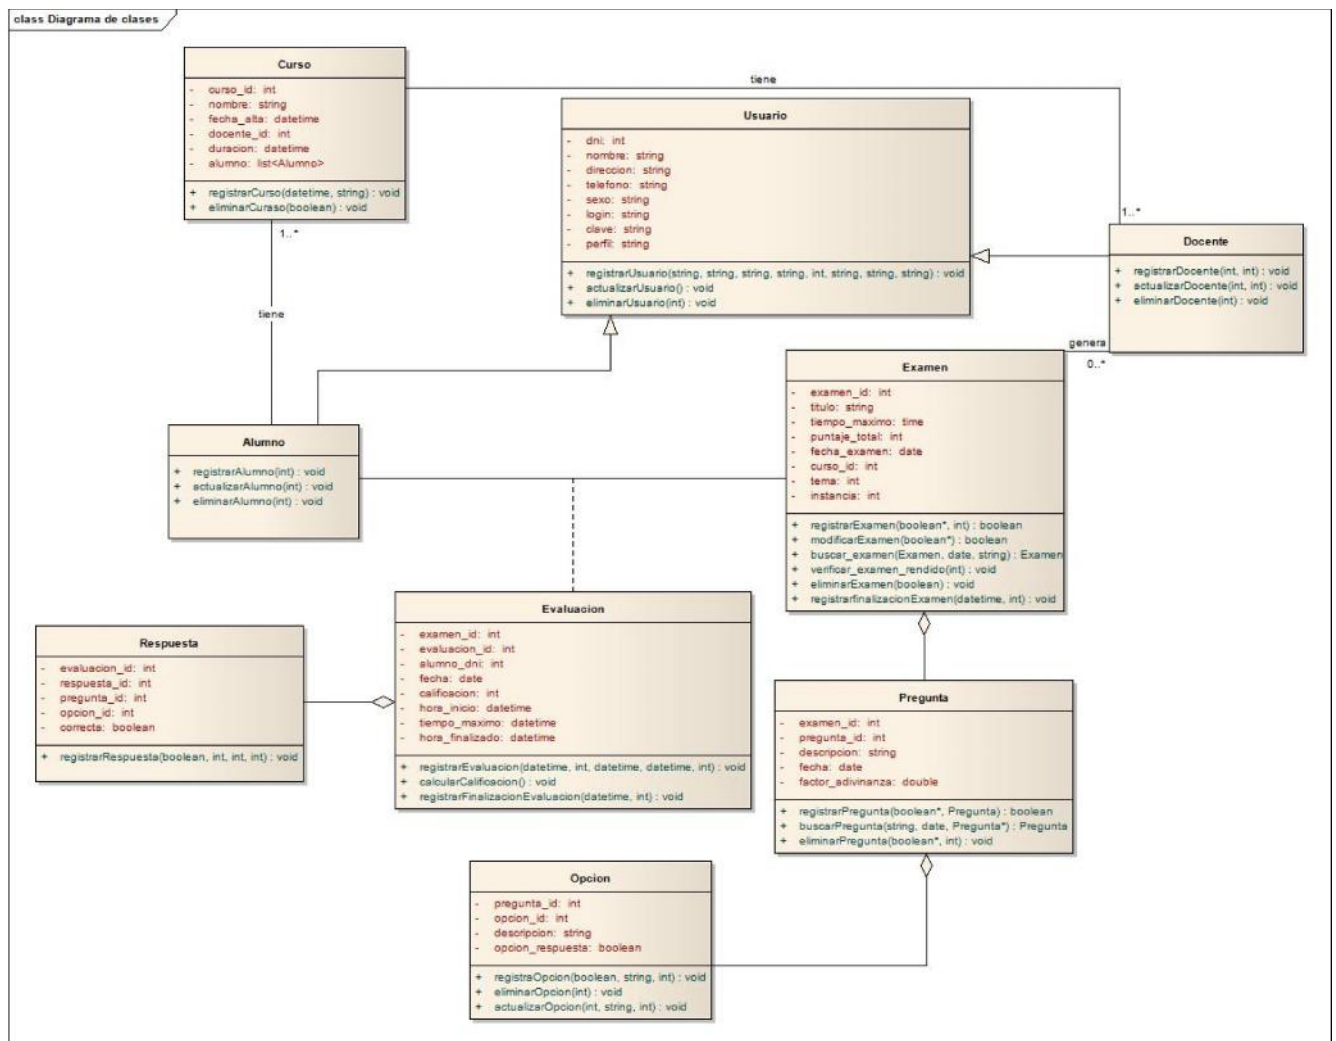 class Diagrama de clases
Curso
- curso_id: int
- nombre: string
- fecha_alta: datetime
- docente_id: int
- duracion: datetime
- alumno: list<Alumno>
+ registrarCurso(datetime, string) : void
+ eliminarCuraso(boolean) : void
tiene
1..*
1..*
tiene
Usuario
- dni: int
- nombre: string
- direccion: string
- telefono: string
- sexo: string
- login: string
- clave: string
- perfil: string
+ registrarUsuario(string, string, string, string, int, string, string, string) : void
+ actualizarUsuario() : void
+ eliminarUsuario(int) : void
Docente
+ registrarDocente(int, int) : void
+ actualizarDocente(int, int) : void
+ eliminarDocente(int) : void
genera
0..*
Examen
- examen_id: int
- titulo: string
- tiempo_maximo: time
- puntaje_total: int
- fecha_examen: date
- curso_id: int
- tema: int
- instancia: int
+ registrarExamen(boolean*, int) : boolean
+ modificarExamen(boolean*) : boolean
+ buscar_examen(Examen, date, string) : Examen
+ verificar_examen_rendido(int) : void
+ eliminarExamen(boolean) : void
+ registrarfinalizacionExamen(datetime, int) : void
Alumno
+ registrarAlumno(int) : void
+ actualizarAlumno(int) : void
+ eliminarAlumno(int) : void
Evaluacion
- examen_id: int
- evaluacion_id: int
- alumno_dni: int
- fecha: date
- calificacion: int
- hora_inicio: datetime
- tiempo_maximo: datetime
- hora_finalizado: datetime
+ registrarEvaluacion(datetime, int, datetime, datetime, int) : void
+ calcularCalificacion() : void
+ registrarFinalizacionEvaluacion(datetime, int) : void
Respuesta
- evaluacion_id: int
- respuesta_id: int
- pregunta_id: int
- opcion_id: int
- correcta: boolean
+ registrarRespuesta(boolean, int, int, int) : void
Pregunta
- examen_id: int
- pregunta_id: int
- descripcion: string
- fecha: date
- factor_adivinanza: double
+ registrarPregunta(boolean*, Pregunta) : boolean
+ buscarPregunta(string, date, Pregunta*) : Pregunta
+ eliminarPregunta(boolean*, int) : void
Opcion
- pregunta_id: int
- opcion_id: int
- descripcion: string
- opcion_respuesta: boolean
+ registraOpcion(boolean, string, int) : void
+ eliminarOpcion(int) : void
+ actualizarOpcion(int, string, int) : void